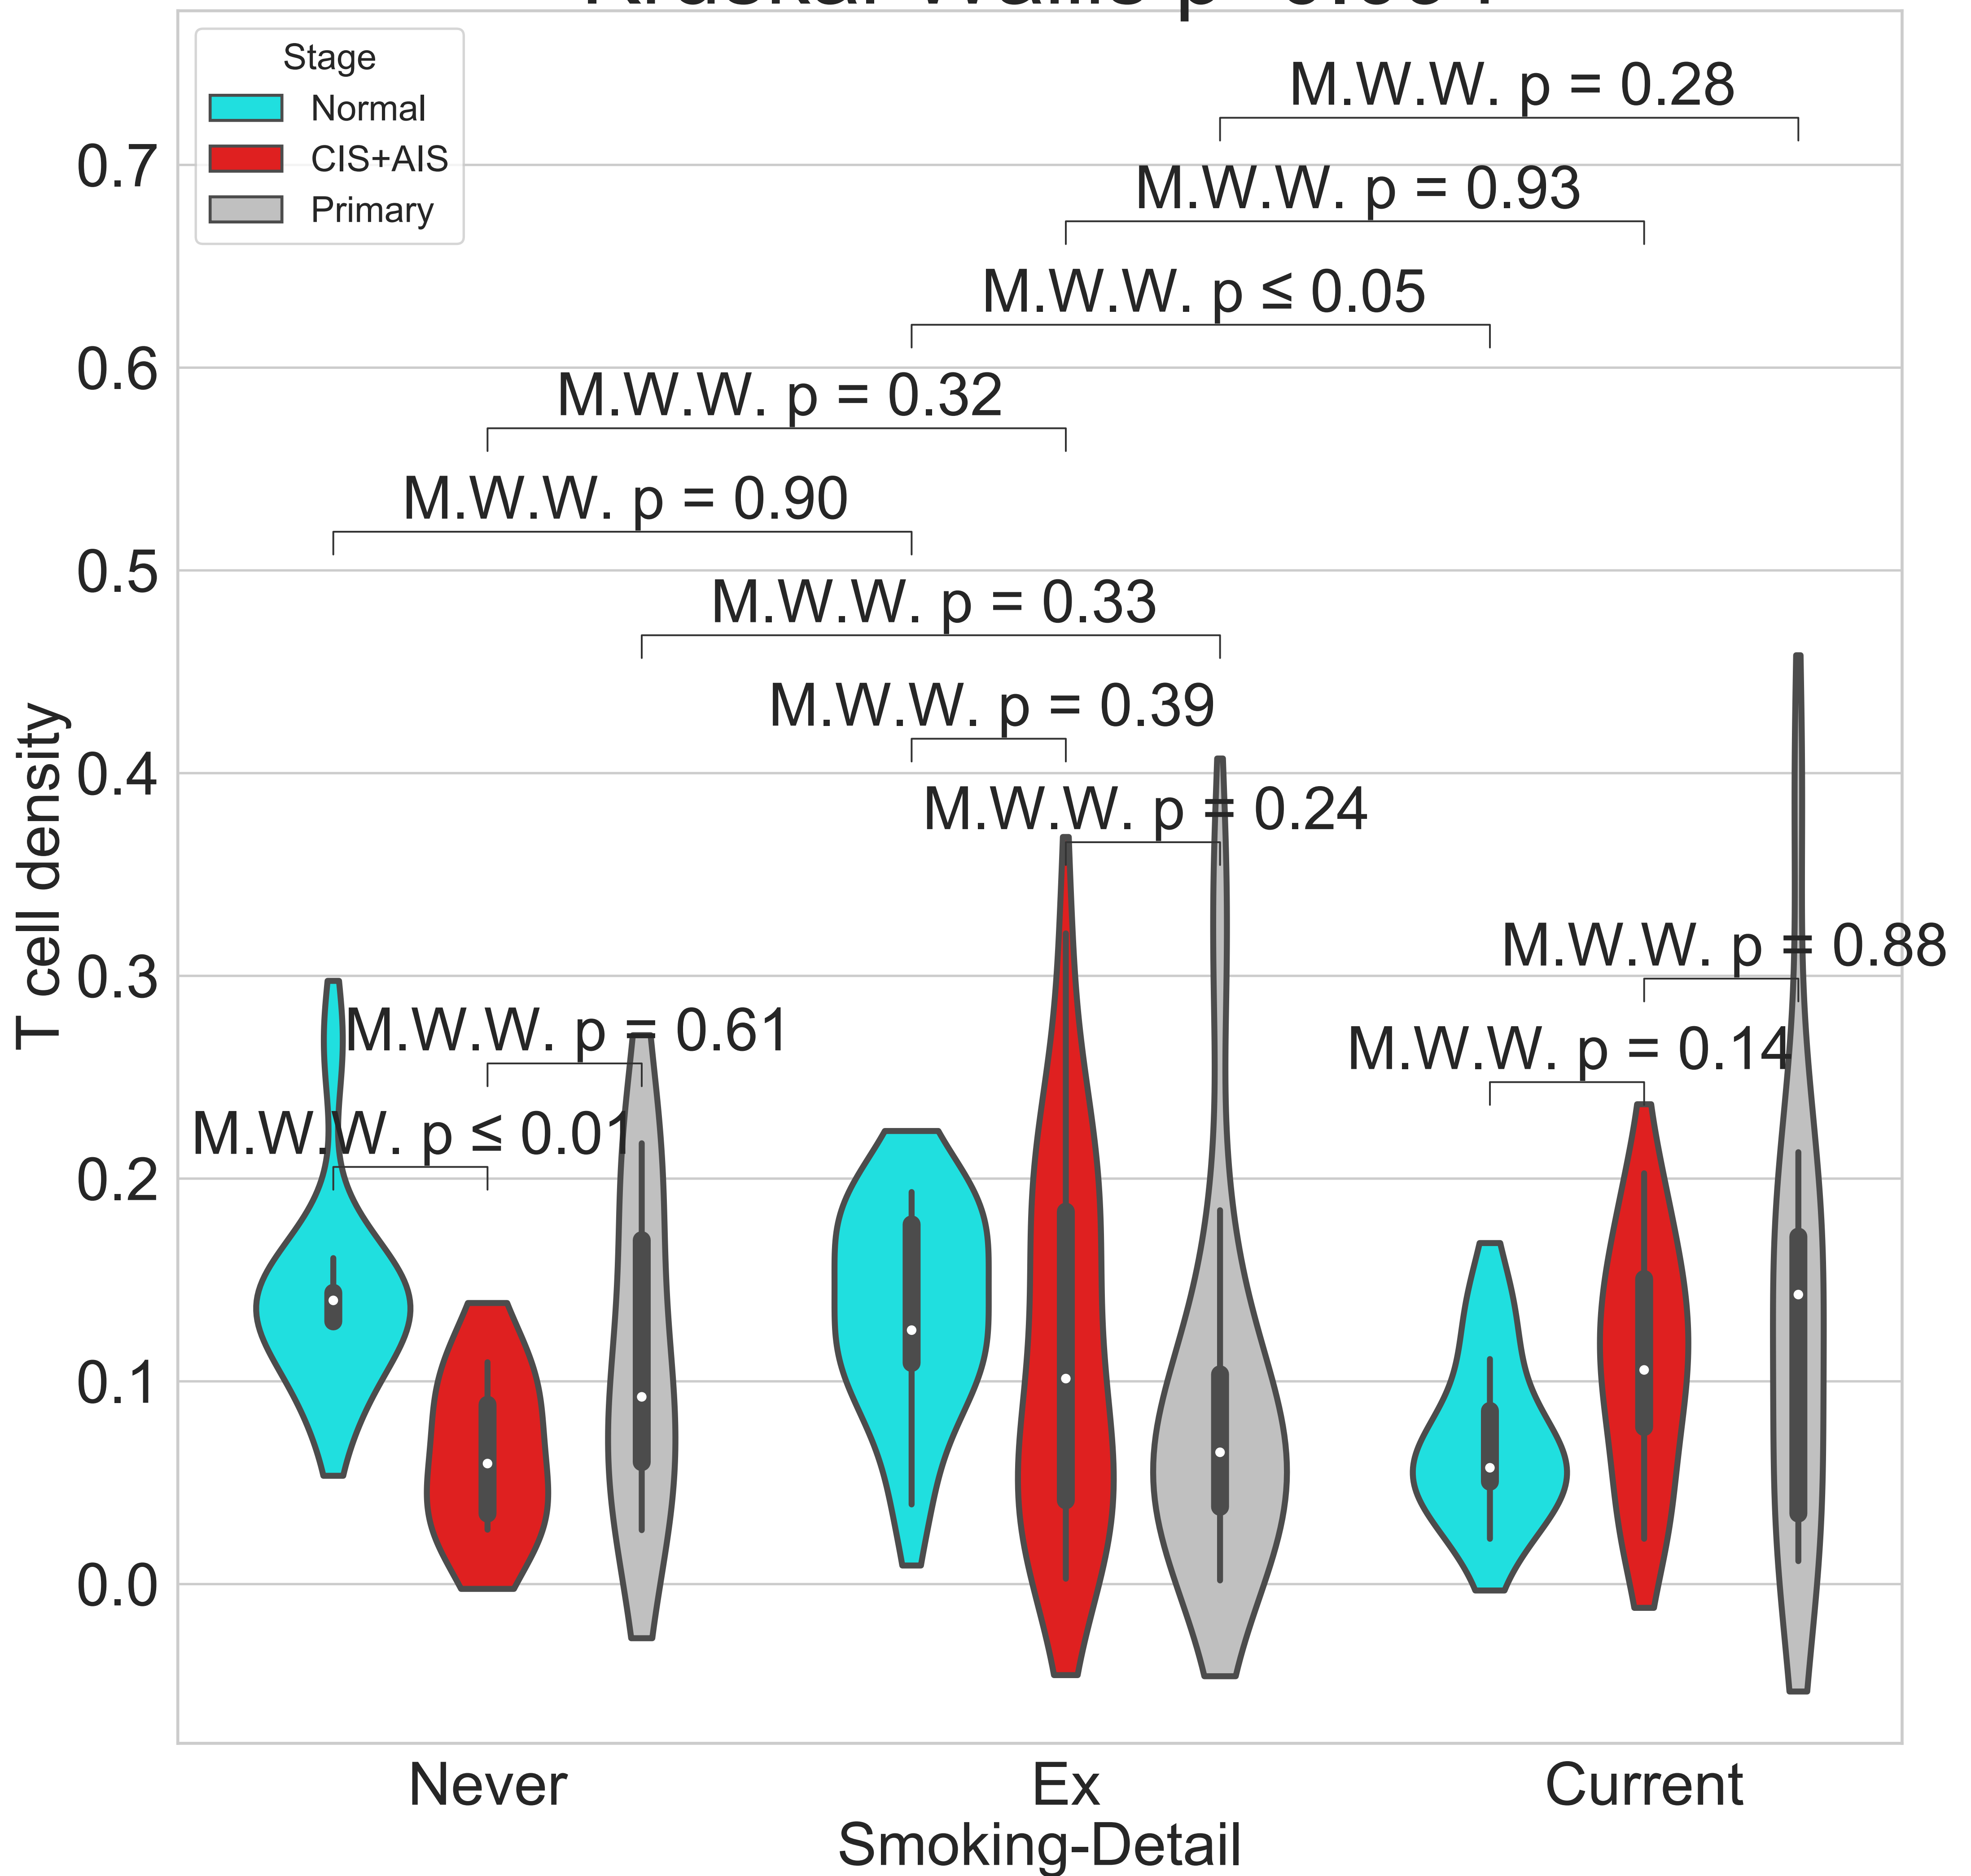 Stage
Normal
CIS+AIS
Primary
M.W.W. p = 0.28
M.W.W. p = 0.93
M.W.W. p ≤ 0.05
M.W.W. p = 0.32
M.W.W. p = 0.90
M.W.W. p = 0.33
M.W.W. p = 0.39
M.W.W. p = 0.24
M.W.W. p = 0.88
M.W.W. p = 0.61
M.W.W. p = 0.14
M.W.W. p ≤ 0.01
T cell density
0.7
0.6
0.5
0.4
0.3
0.2
0.1
0.0
Never Ex Current
Smoking-Detail